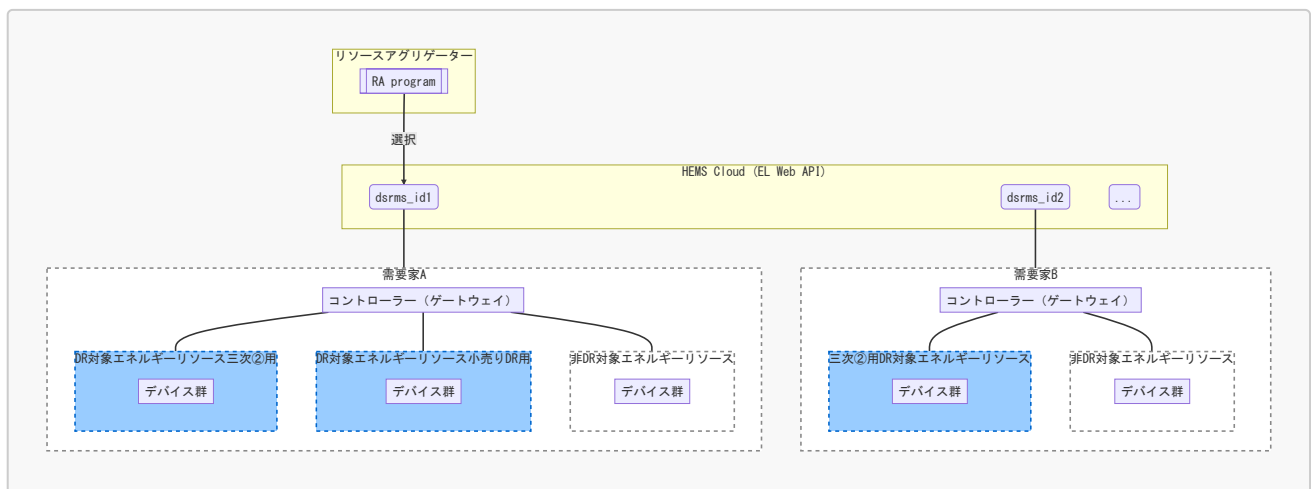 リソースアグリゲーター
RA program
選択
HEMS Cloud (EL Web API)
dsrms_id1
dsrms_id2
...
需要家A
需要家B
コントローラー（ゲートウェイ）
コントローラー（ゲートウェイ）
DR対象エネルギーリソース三次②用
DR対象エネルギーリソース小売りDR用
非DR対象エネルギーリソース
三次②用DR対象エネルギーリソース
非DR対象エネルギーリソース
デバイス群
デバイス群
デバイス群
デバイス群
デバイス群